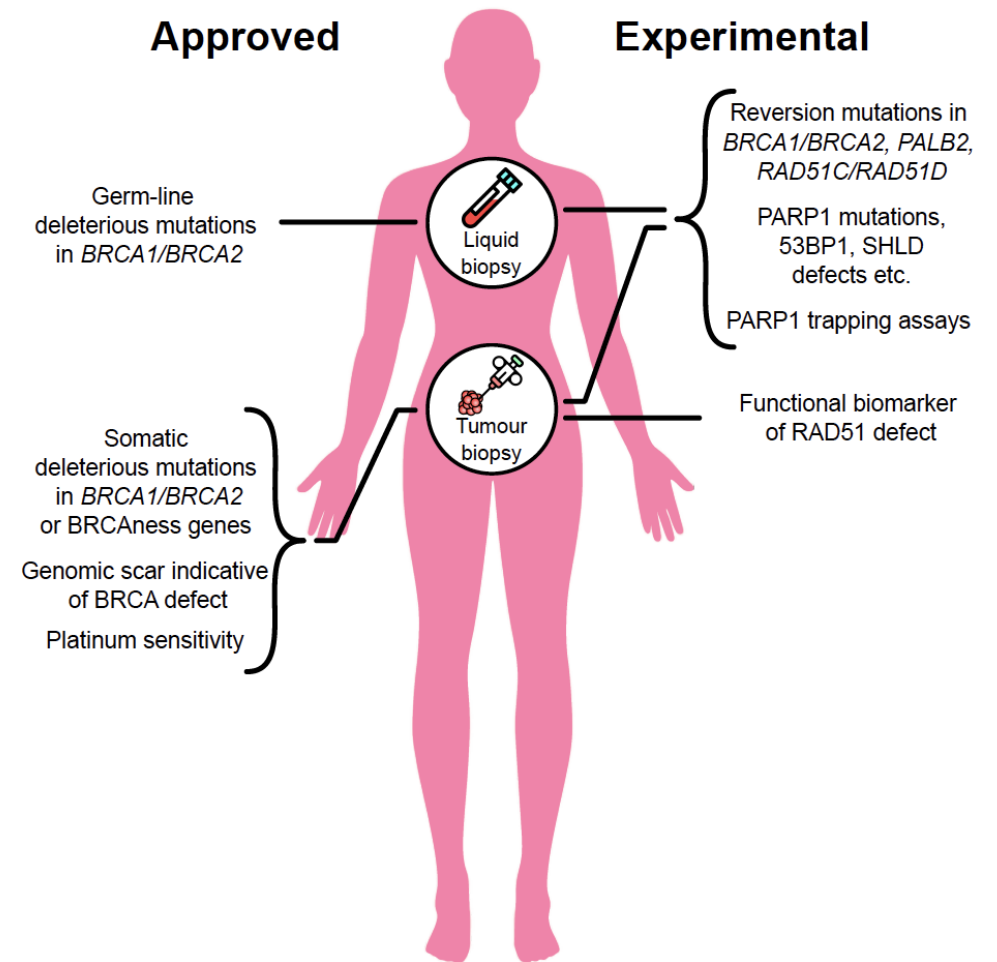 Approved
Experimental
Germ-line
deleterious mutations
in BRCA1/BRCA2
Liquid
biopsy
Reversion mutations in
BRCA1/BRCA2, PALB2,
RAD51C/RAD51D
PARP1 mutations,
53BP1, SHLD
defects etc.
PARP1 trapping assays
Somatic
deleterious mutations
in BRCA1/BRCA2
or BRCAness genes
Genomic scar indicative
of BRCA defect
Platinum sensitivity
Tumour
biopsy
Functional biomarker
of RAD51 defect